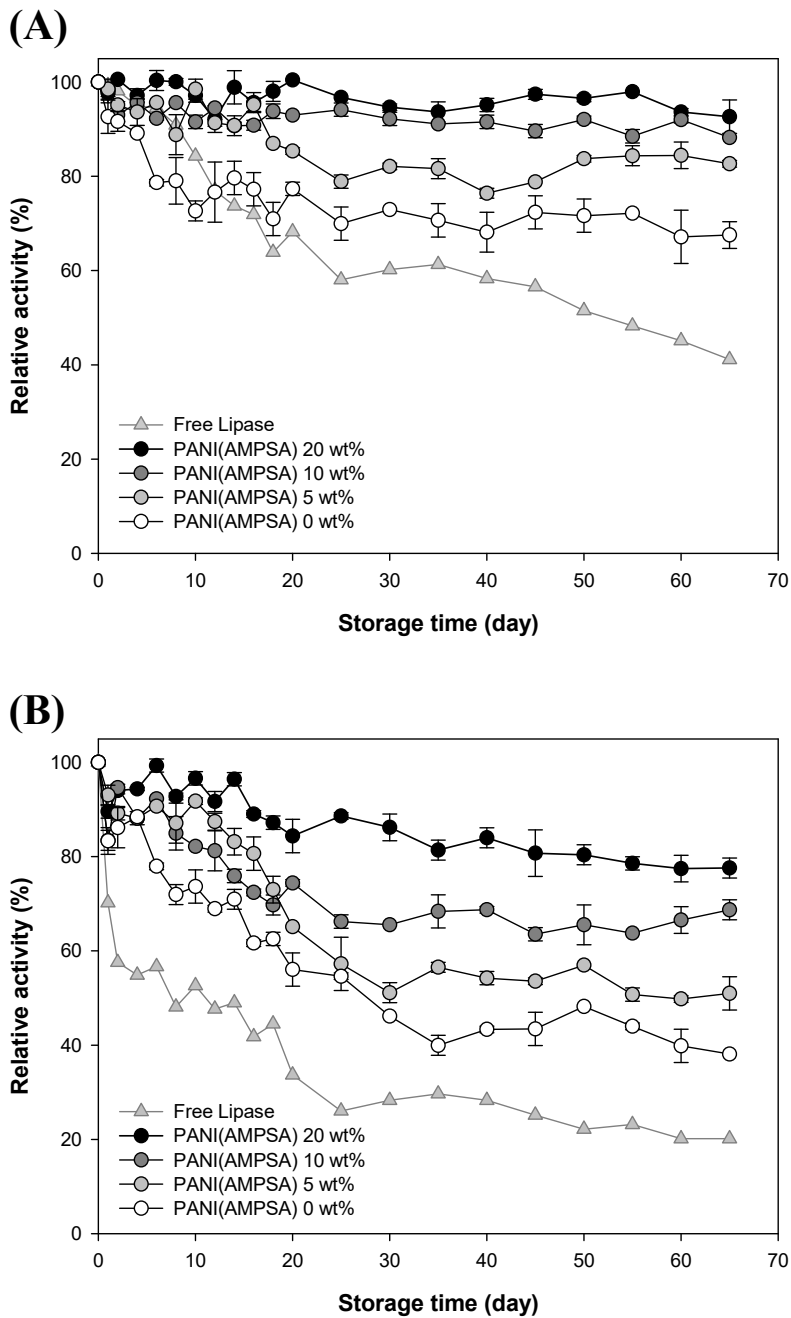 (A)
100
80
60
40
20
0
Relative activity (%)
Free Lipase
PANI(AMPSA) 20 wt%
PANI(AMPSA) 10 wt%
PANI(AMPSA) 5 wt%
PANI(AMPSA) 0 wt%
0 10 20 30 40 50 60 70
Storage time (day)
(B)
100
80
60
40
20
0
Relative activity (%)
Free Lipase
PANI(AMPSA) 20 wt%
PANI(AMPSA) 10 wt%
PANI(AMPSA) 5 wt%
PANI(AMPSA) 0 wt%
0 10 20 30 40 50 60 70
Storage time (day)